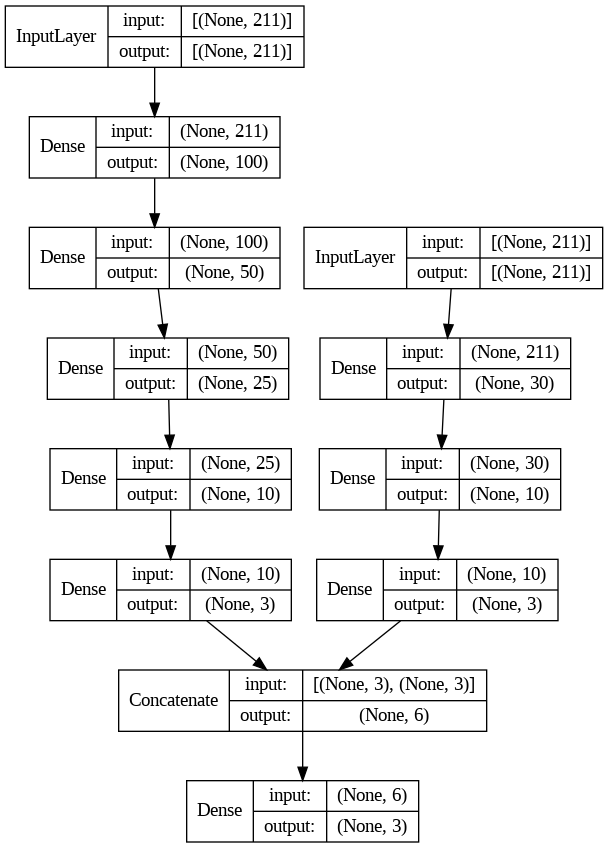 InputLayer
input: [(None, 211)]
output: [(None, 211)]
Dense
input: (None, 211)
output: (None, 100)
Dense
input: (None, 100)
output: (None, 50)
InputLayer
input: [(None, 211)]
output: [(None, 211)]
Dense
input: (None, 50)
output: (None, 25)
Dense
input: (None, 211)
output: (None, 30)
Dense
input: (None, 25)
output: (None, 10)
Dense
input: (None, 30)
output: (None, 10)
Dense
input: (None, 10)
output: (None, 3)
Dense
input: (None, 10)
output: (None, 3)
Concatenate
input: [(None, 3), (None, 3)]
output: (None, 6)
Dense
input: (None, 6)
output: (None, 3)